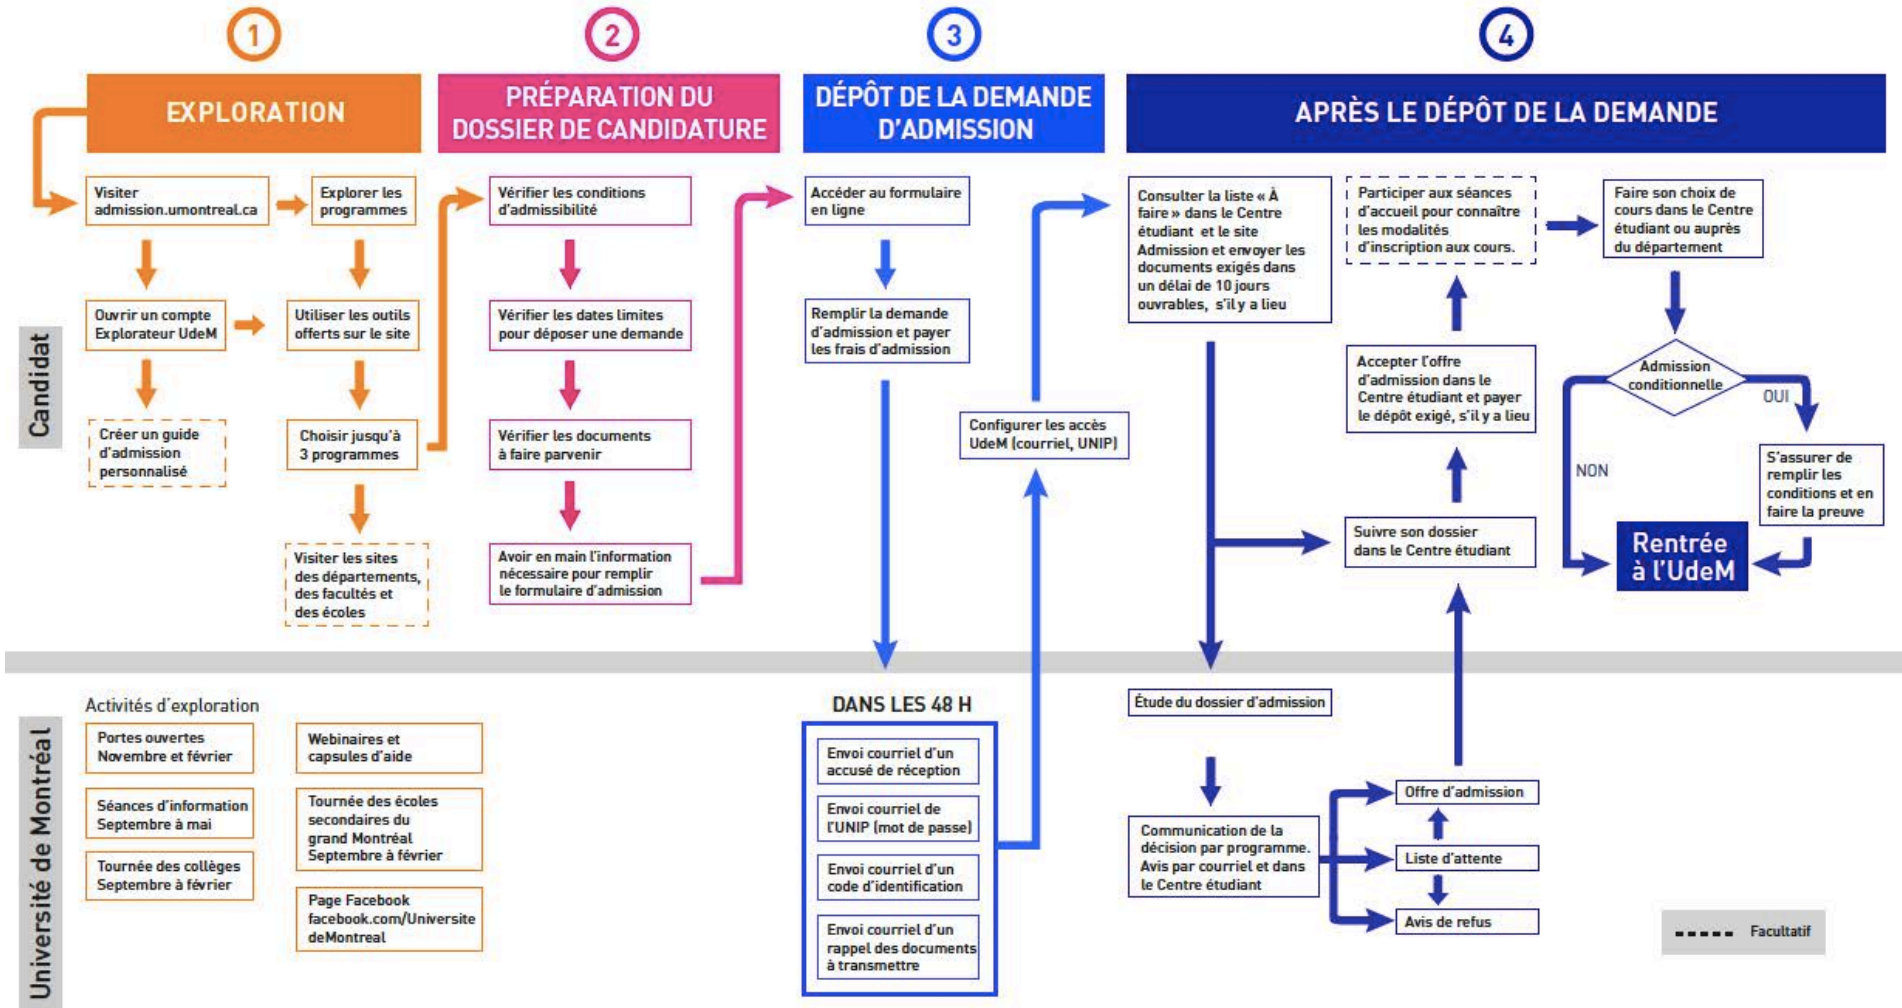 1
2
3
4
EXPLORATION
PRÉPARATION DU
DOSSIER DE CANDIDATURE
DÉPÔT DE LA DEMANDE
D'ADMISSION
APRÈS LE DÉPÔT DE LA DEMANDE
Candidat
Visiter
admission.umontreal.ca
Explorer les
programmes
Ouvrir un compte
Explorateur UdeM
Utiliser les outils
offerts sur le site
Créer un guide
d'admission
personnalisé
Choisir jusqu'à
3 programmes
Visiter les sites
des départements,
des facultés et
des écoles
Vérifier les conditions
d'admissibilité
Vérifier les dates limites
pour déposer une demande
Vérifier les documents
à faire parvenir
Avoir en main l'information
nécessaire pour remplir
le formulaire d'admission
Accéder au formulaire
en ligne
Remplir la demande
d'admission et payer
les frais d'admission
Configurer les accès
UdeM (courriel, UNIP)
Consulter la liste « À
faire » dans le Centre
étudiant et le site
Admission et envoyer les
documents exigés dans
un délai de 10 jours
ouvrables, s'il y a lieu
Participer aux séances
d'accueil pour connaître
les modalités
d'inscription aux cours.
Accepter l'offre
d'admission dans le
Centre étudiant et payer
le dépôt exigé, s'il y a lieu
Suivre son dossier
dans le Centre étudiant
Faire son choix de
cours dans le Centre
étudiant ou auprès
du département
Admission
conditionnelle
OUI
NON
S'assurer de
remplir les
conditions et en
faire la preuve
Rentrée
à l'UdeM
Université de Montréal
Activités d'exploration
Portes ouvertes
Novembre et février
Séances d'information
Septembre à mai
Tournée des collèges
Septembre à février
Webinaires et
capsules d'aide
Tournée des écoles
secondaires du
grand Montréal
Septembre à février
Page Facebook
facebook.com/Universite
deMontreal
DANS LES 48 H
Envoi courriel d'un
accusé de réception
Envoi courriel de
l'UNIP (mot de passe)
Envoi courriel d'un
code d'identification
Envoi courriel d'un
rappel des documents
à transmettre
Étude du dossier d'admission
Communication de la
décision par programme.
Avis par courriel et dans
le Centre étudiant
Offre d'admission
Liste d'attente
Avis de refus
Facultatif